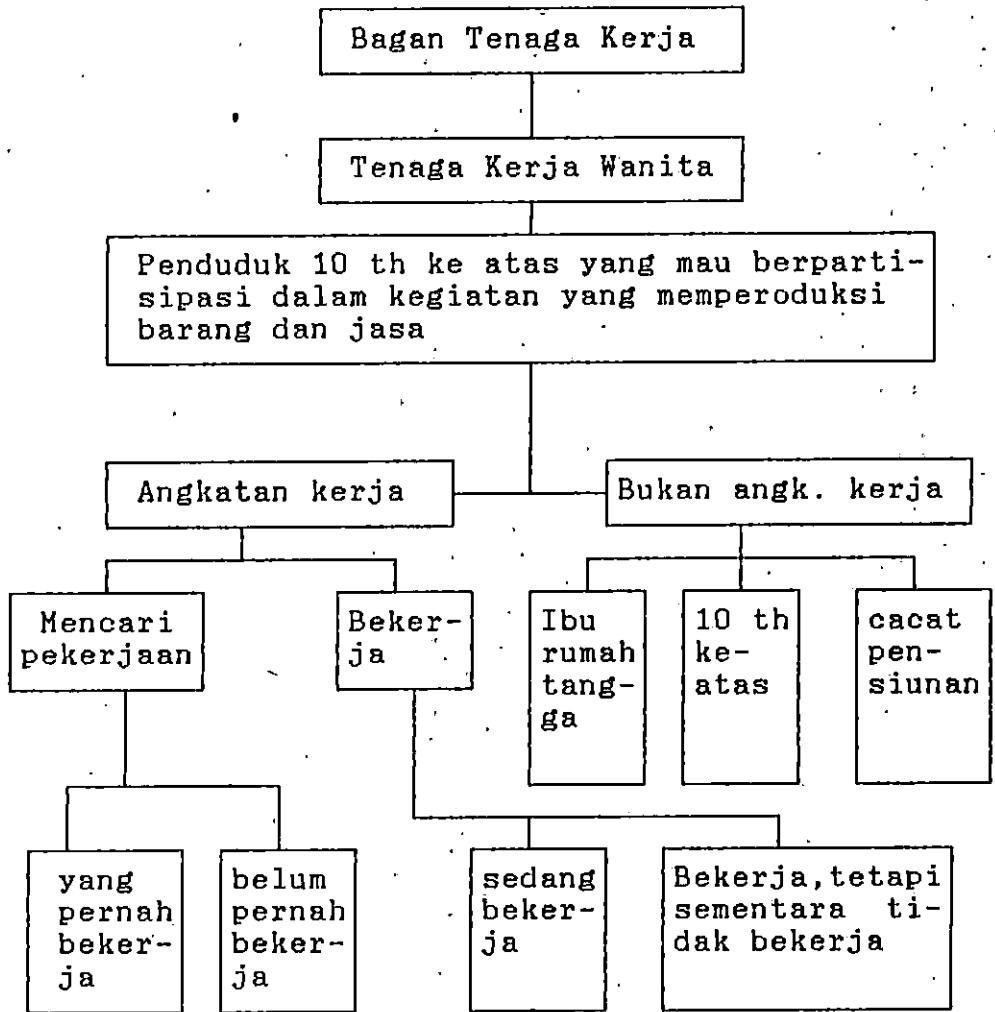 Bagan Tenaga Kerja
Tenaga Kerja Wanita
Penduduk 10 th ke atas yang mau berparti-
sipasi dalam kegiatan yang memperoduksi
barang dan jasa
Angkatan kerja
Bukan angk. kerja
Mencari
pekerjaan
Beker-
ja
Ibu
rumah
tang-
ga
10 th
ke-
atas
cacat
pen-
siunan
yang
pernah
beker-
ja
belum
pernah
beker-
ja
sedang
beker-
ja
Bekerja,tetapi
sementara ti-
dak bekerja